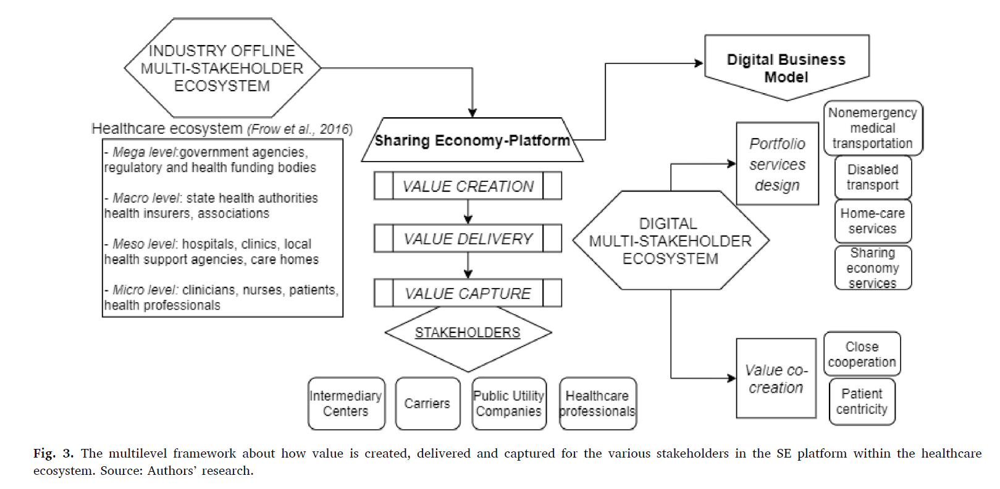 INDUSTRY OFFLINE
MULTI-STAKEHOLDER
ECOSYSTEM
Healthcare ecosystem (Frow et al., 2016)
- Mega level:government agencies,
regulatory and health funding bodies
- Macro level: state health authorities
health insurers, associations
- Meso level: hospitals, clinics, local
health support agencies, care homes
- Micro level: clinicians, nurses, patients,
health professionals
Sharing Economy-Platform
VALUE CREATION
VALUE DELIVERY
VALUE CAPTURE
STAKEHOLDERS
Intermediary
Centers
Carriers
Public Utility
Companies
Healthcare
professionals
Digital Business
Model
DIGITAL
MULTI-STAKEHOLDER
ECOSYSTEM
Portfolio
services
design
Nonemergency
medical
transportation
Disabled
transport
Home-care
services
Sharing
economy
services
Value co-
creation
Close
cooperation
Patient
centricity
Fig. 3. The multilevel framework about how value is created, delivered and captured for the various stakeholders in the SE platform within the healthcare
ecosystem. Source: Authors’ research.